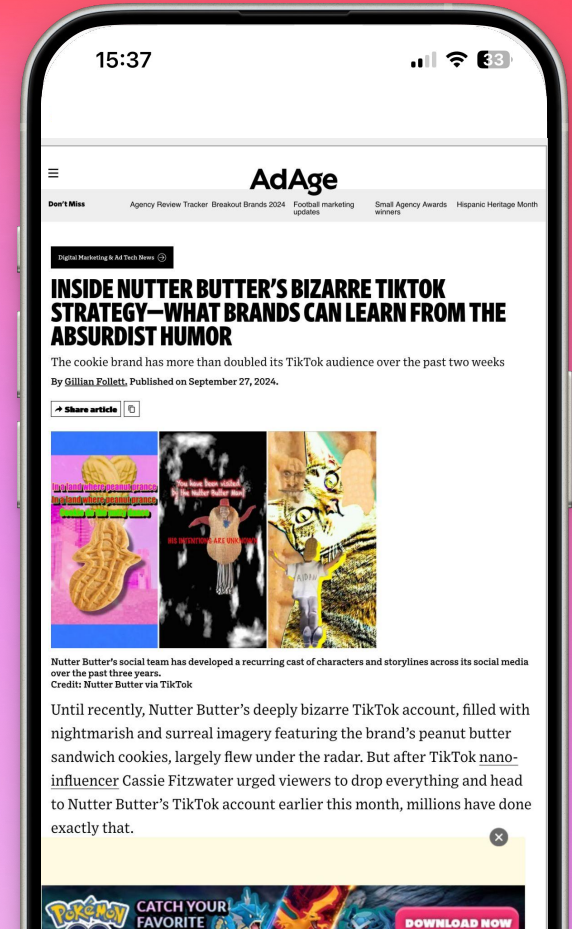 15:37
33
AdAge
Don't Miss
Agency Review Tracker
Breakout Brands 2024
Football marketing
updates
Small Agency Awards
winners
Hispanic Heritage Month
Digital Marketing & Ad Tech News
INSIDE NUTTER BUTTER'S BIZARRE TIKTOK
STRATEGY—WHAT BRANDS CAN LEARN FROM THE
ABSURDIST HUMOR
The cookie brand has more than doubled its TikTok audience over the past two weeks
By Gillian Follett. Published on September 27, 2024.
Share article
In a land where peanut prance
In a land where peanut prance
You have been visited
by the Nutter Butter Man!
HIS INTENTIONS ARE UNKNOWN
AIDAN
Nutter Butter's social team has developed a recurring cast of characters and storylines across its social media
over the past three years.
Credit: Nutter Butter via TikTok
Until recently, Nutter Butter's deeply bizarre TikTok account, filled with
nightmarish and surreal imagery featuring the brand's peanut butter
sandwich cookies, largely flew under the radar. But after TikTok nano-
influencer Cassie Fitzwater urged viewers to drop everything and head
to Nutter Butter's TikTok account earlier this month, millions have done
exactly that.
POKÉMON
CATCH YOUR
FAVORITE
DOWNLOAD NOW